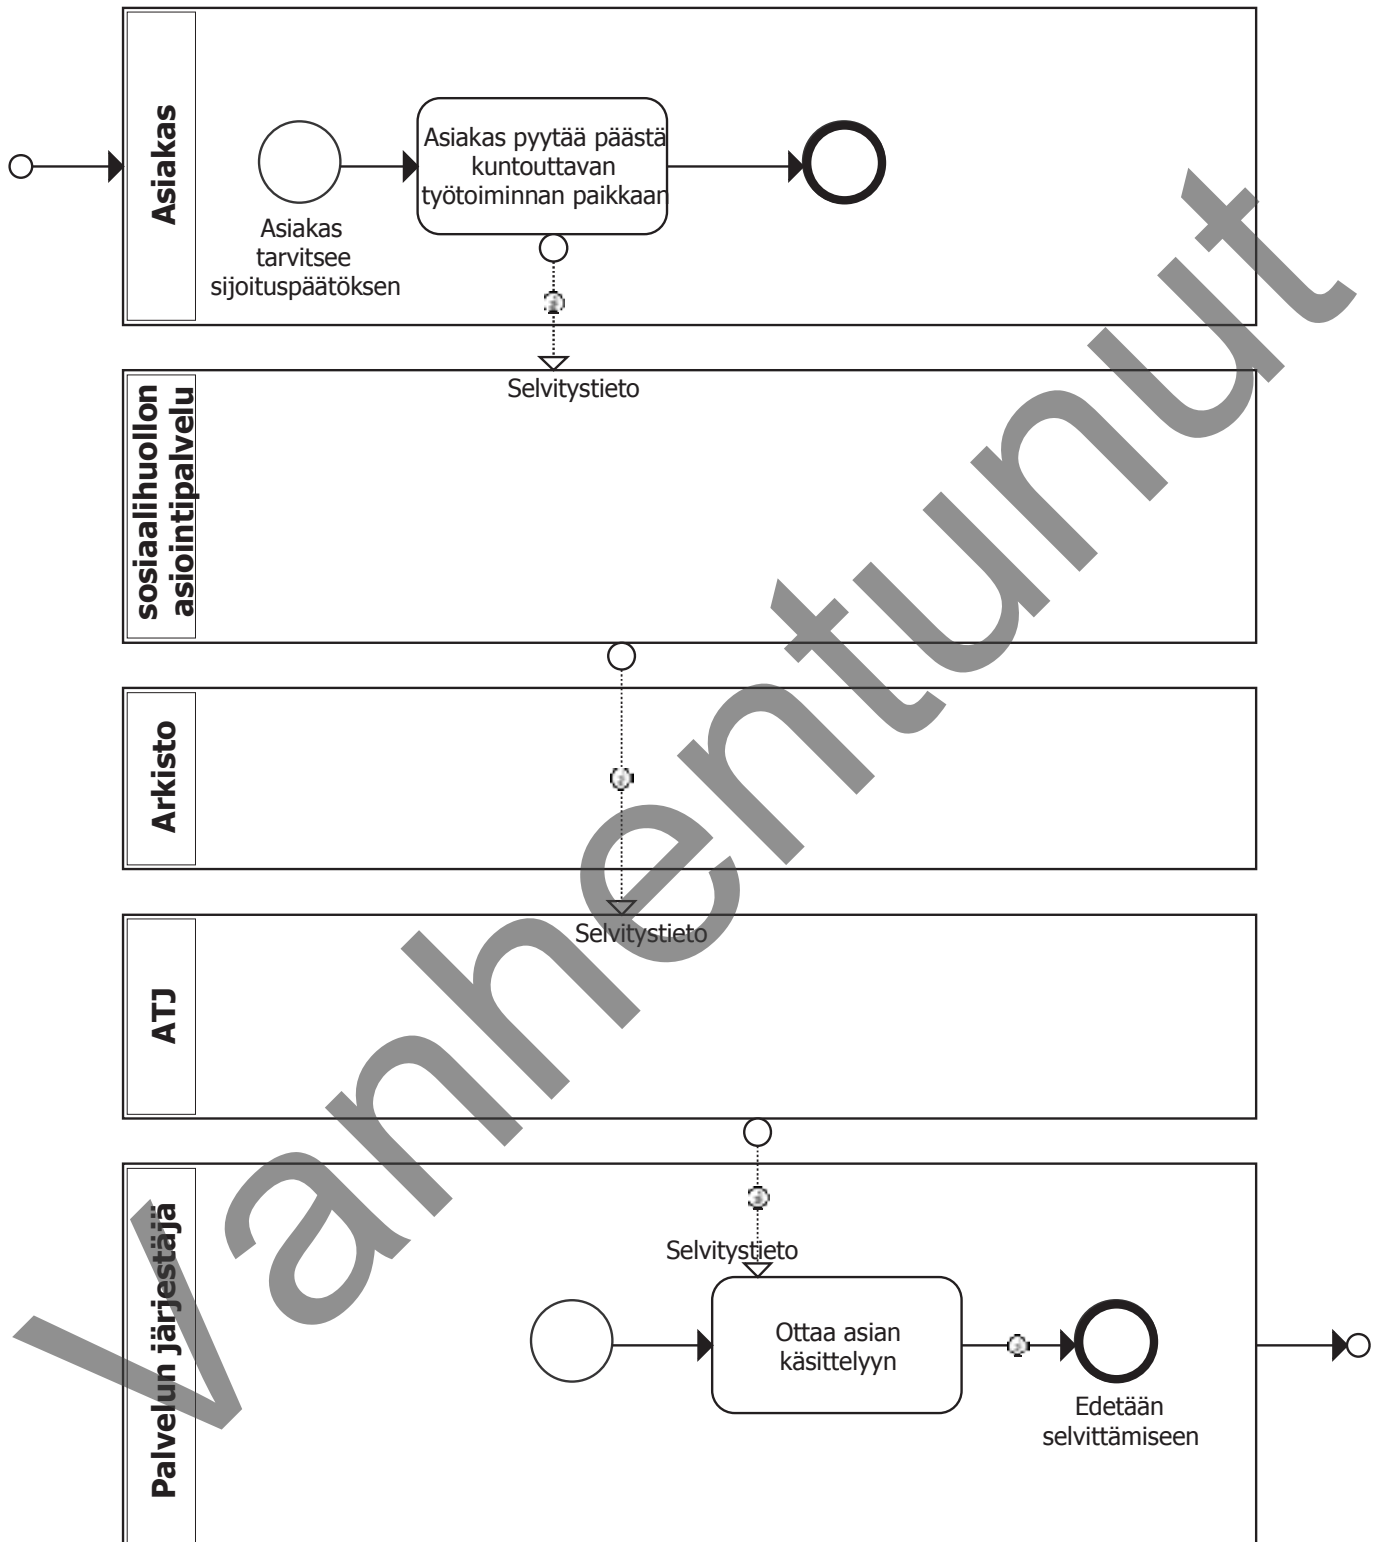 Asiakas
Asiakas pyytää päästä
kuntouttavan
työtoiminnan paikkaan
Asiakas
tarvitsee
sijoituspäätöksen
Selvitystieto
sosiaalihuollon
asiointipalvelu
Arkisto
Selvitystieto
ATJ
Palvelun järjestäjä
Selvitystieto
Ottaa asian
käsittelyyn
Edetään
selvittämiseen
Vanhentunut